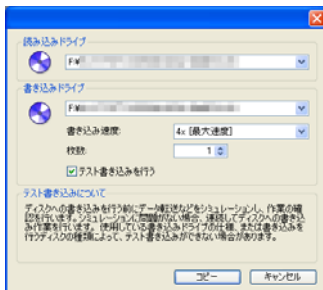 読み込みドライブ
F¥
書き込みドライブ
F¥
書き込み速度:
4x [最大速度]
枚数:
1
テスト書き込みを行う
テスト書き込みについて
ディスクへの書き込みを行う前にデータ転送などをシミュレーションし、作業の確
認を行います。シミュレーションに問題がない場合、連続してディスクへの書き込
み作業を行います。使用している書き込みドライブの仕様、または書き込みを
行うディスクの種類によって、テスト書き込みができない場合があります。
コピー
キャンセル